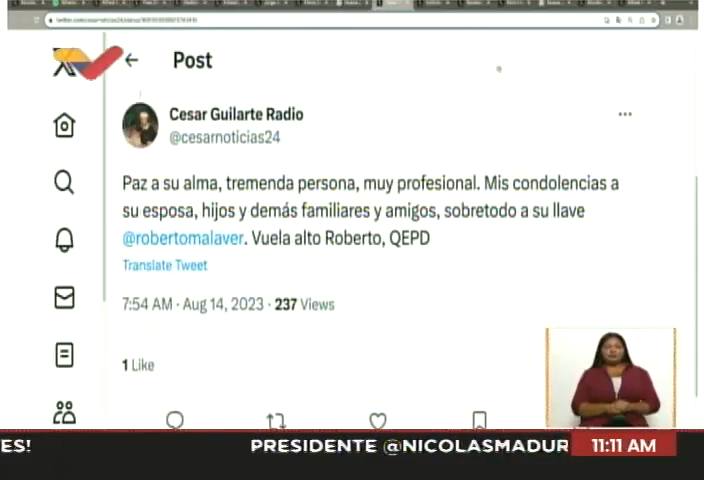 Post
Cesar Guilarte Radio
@cesarnoticias24
Paz a su alma, tremenda persona, muy profesional. Mis condolencias a
su esposa, hijos y demás familiares y amigos, sobretodo a su llave
@robertomalaver. Vuela alto Roberto, QEPD
Translate Tweet
7:54 AM · Aug 14, 2023 · 237 Views
1 Like
ES! PRESIDENTE @NICOLASMADUR 11:11 AM